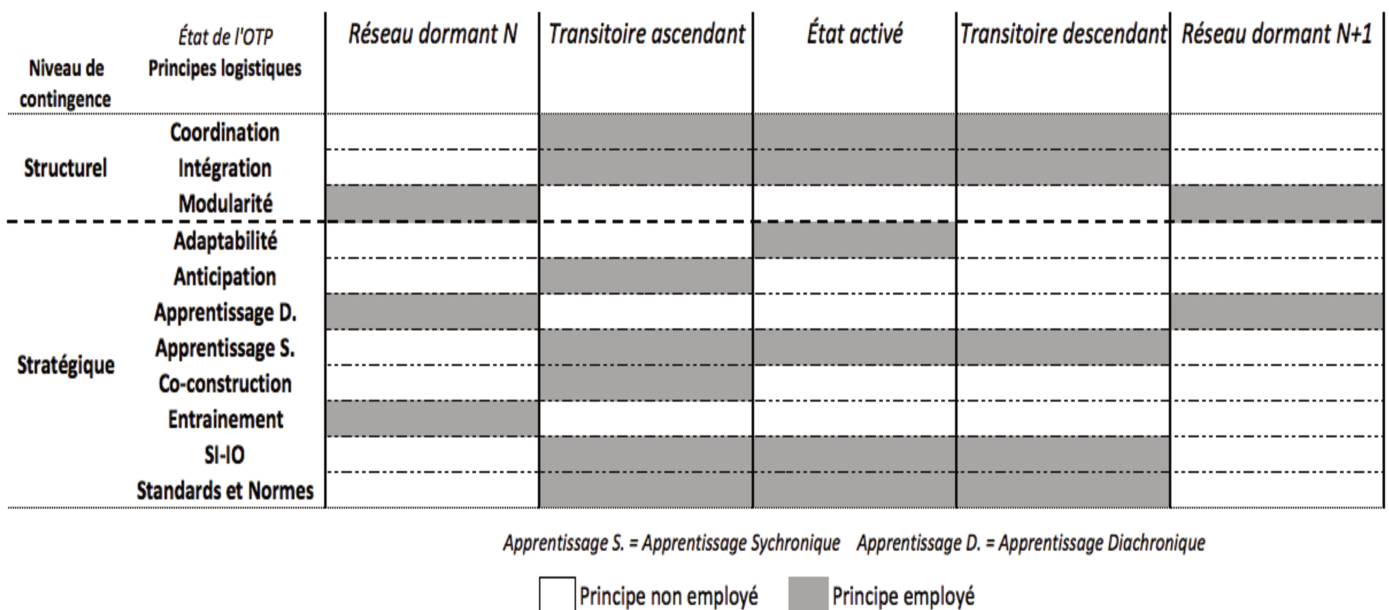 État de l'OTP
Réseau dormant N Transitoire ascendant État activé Transitoire descendant Réseau dormant N+1
Niveau de contingence
Principes logistiques
Coordination
Structurel Intégration
Modularité
Adaptabilité
Anticipation
Apprentissage D.
Stratégique Apprentissage S.
Co-construction
Entrainement
SI-IO
Standards et Normes
Apprentissage S. = Apprentissage Sychronique Apprentissage D. = Apprentissage Diachronique
Principe non employé Principe employé